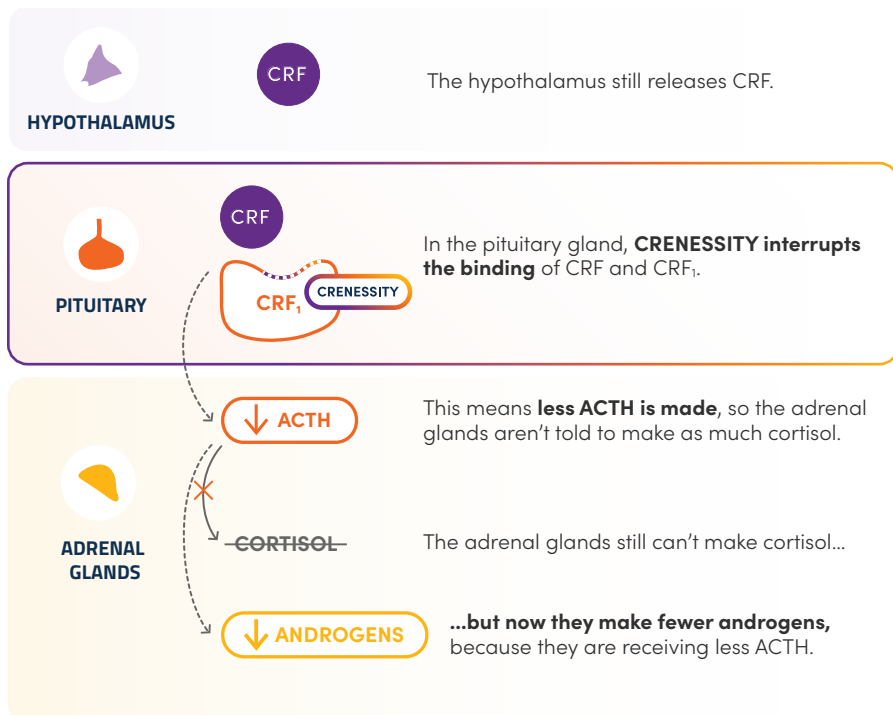 CRF
The hypothalamus still releases CRF.
HYPOTHALAMUS
CRF
In the pituitary gland, CRENESSITY interrupts
the binding of CRF and CRF₁.
CRENESSITY
CRF₁
PITUITARY
This means less ACTH is made, so the adrenal
glands aren't told to make as much cortisol.
↓ ACTH
ADRENAL
GLANDS
CORTISOL
The adrenal glands still can't make cortisol...
↓ ANDROGENS
...but now they make fewer androgens,
because they are receiving less ACTH.